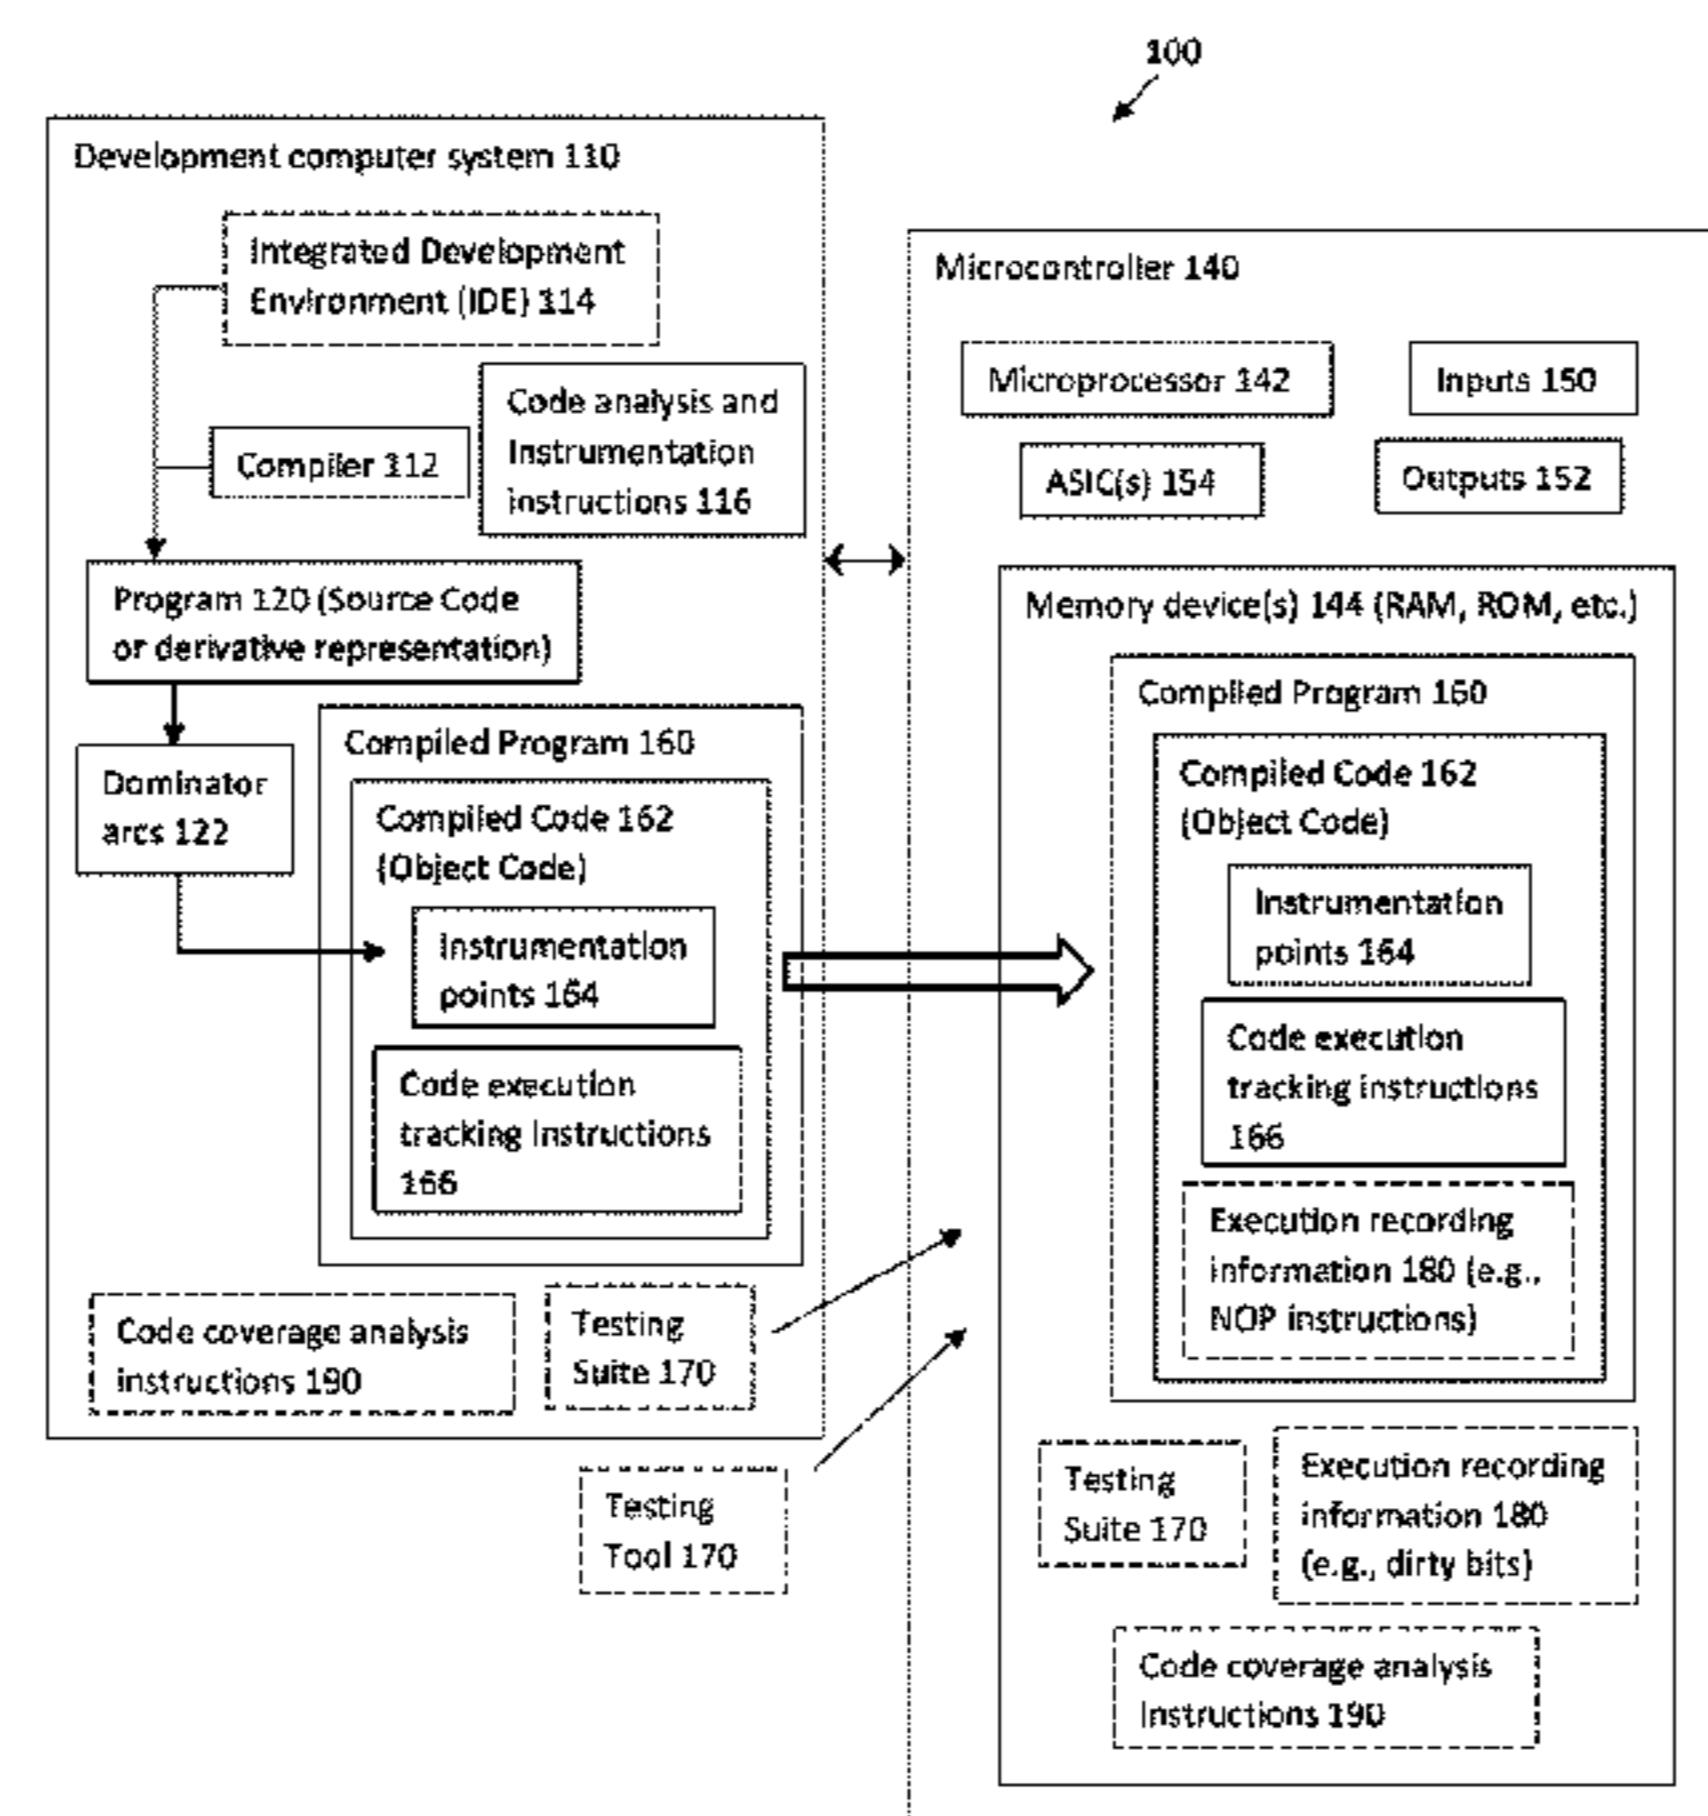 100
Development computer system 110
Integrated Development
Environment (IDE) 114
Code analysis and
Instrumentation
instructions 116
Compiler 112
Program 120 (Source Code
or derivative representation)
Dominator
arcs 122
Compiled Program 160
Compiled Code 162
(Object Code)
Instrumentation
points 164
Code execution
tracking Instructions
166
Code coverage analysis
instructions 190
Testing
Suite 170
Testing
Tool 170
Microcontroller 140
Microprocessor 142
Inputs 150
ASIC(s) 154
Outputs 152
Memory device(s) 144 (RAM, ROM, etc.)
Compiled Program 160
Compiled Code 162
(Object Code)
Instrumentation
points 164
Code execution
tracking instructions
166
Execution recording
information 180 (e.g.,
NOP instructions)
Testing
Suite 170
Execution recording
information 180
(e.g., dirty bits)
Code coverage analysis
Instructions 190